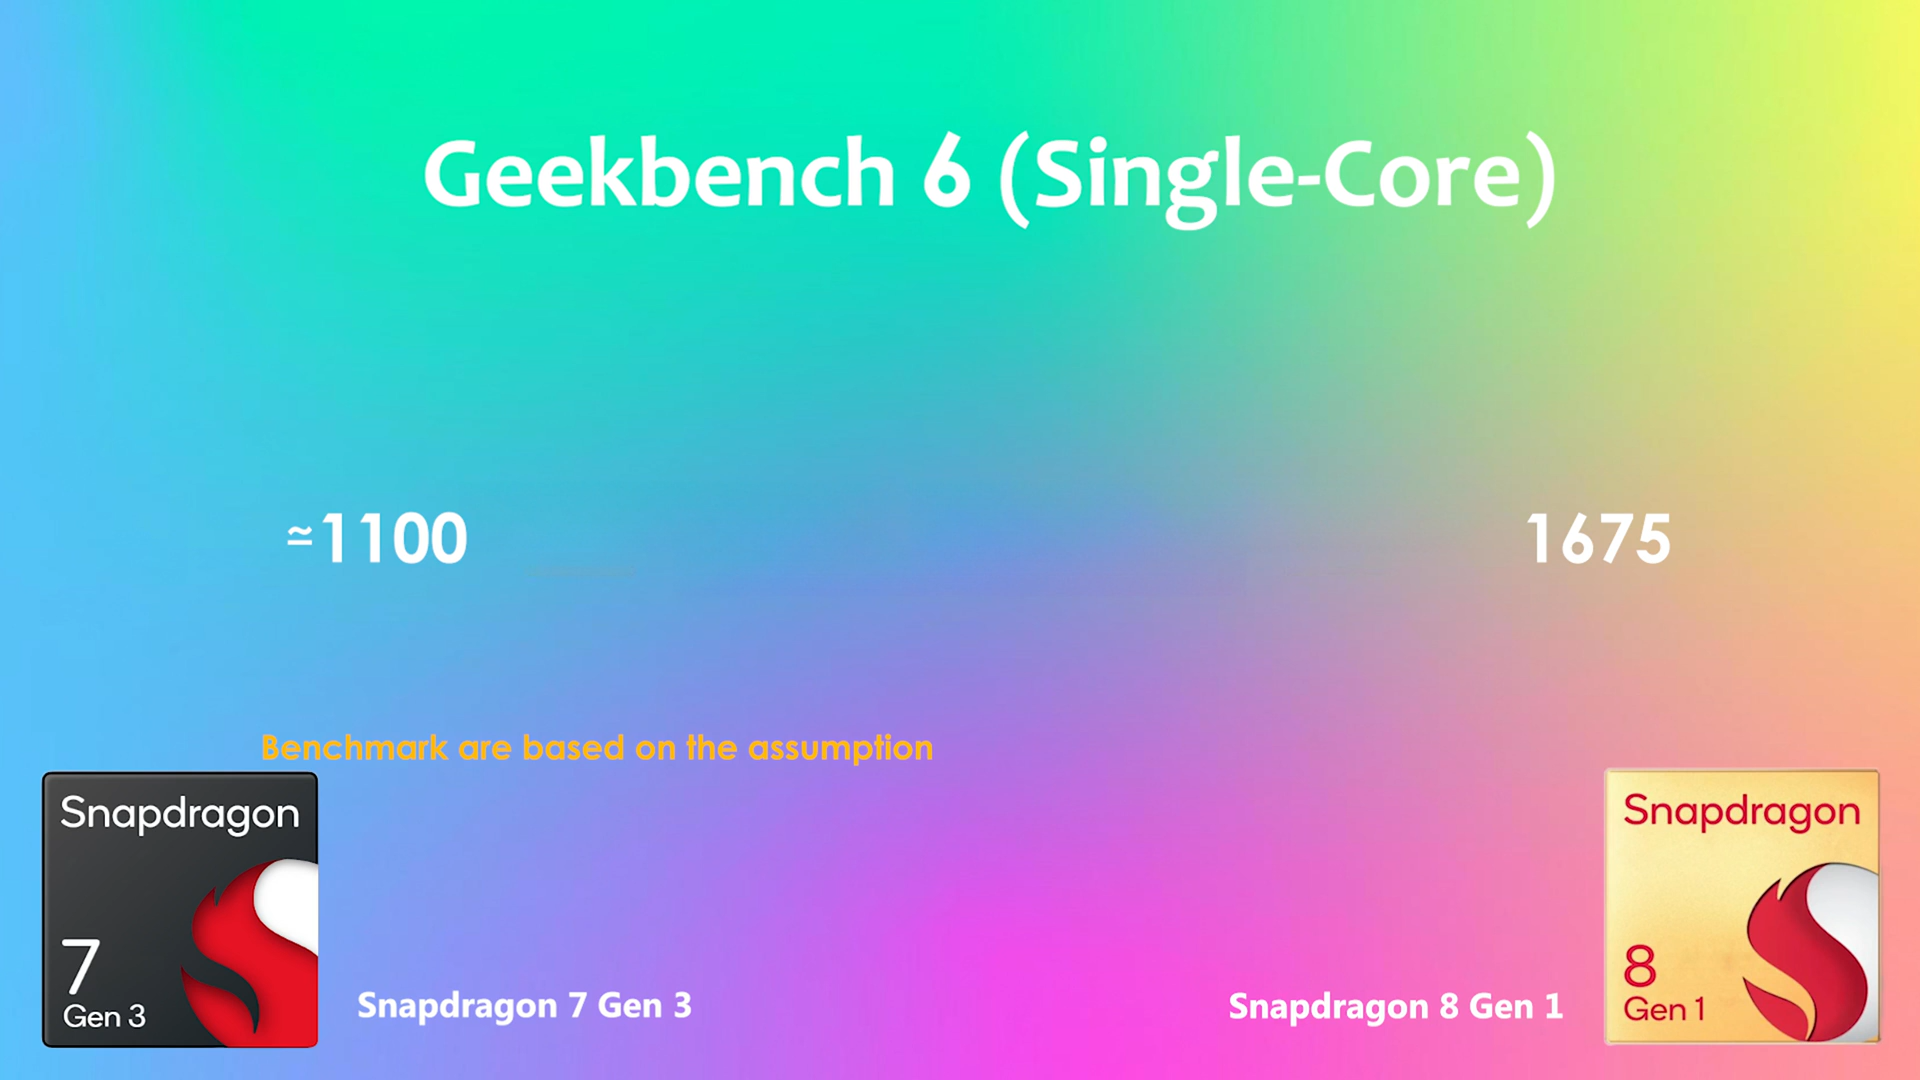 Geekbench 6 (Single-Core)
≃1100
1675
Benchmark are based on the assumption
Snapdragon
7
Gen 3
Snapdragon 7 Gen 3
Snapdragon 8 Gen 1
Snapdragon
8
Gen 1